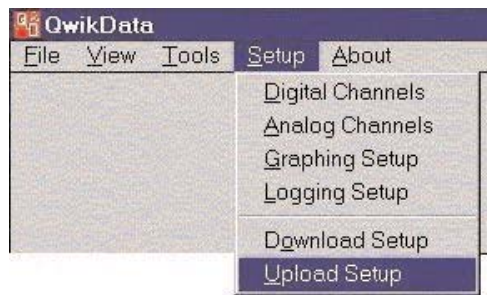 QwikData
File View Tools Setup About
Digital Channels
Analog Channels
Graphing Setup
Logging Setup
Download Setup
Upload Setup